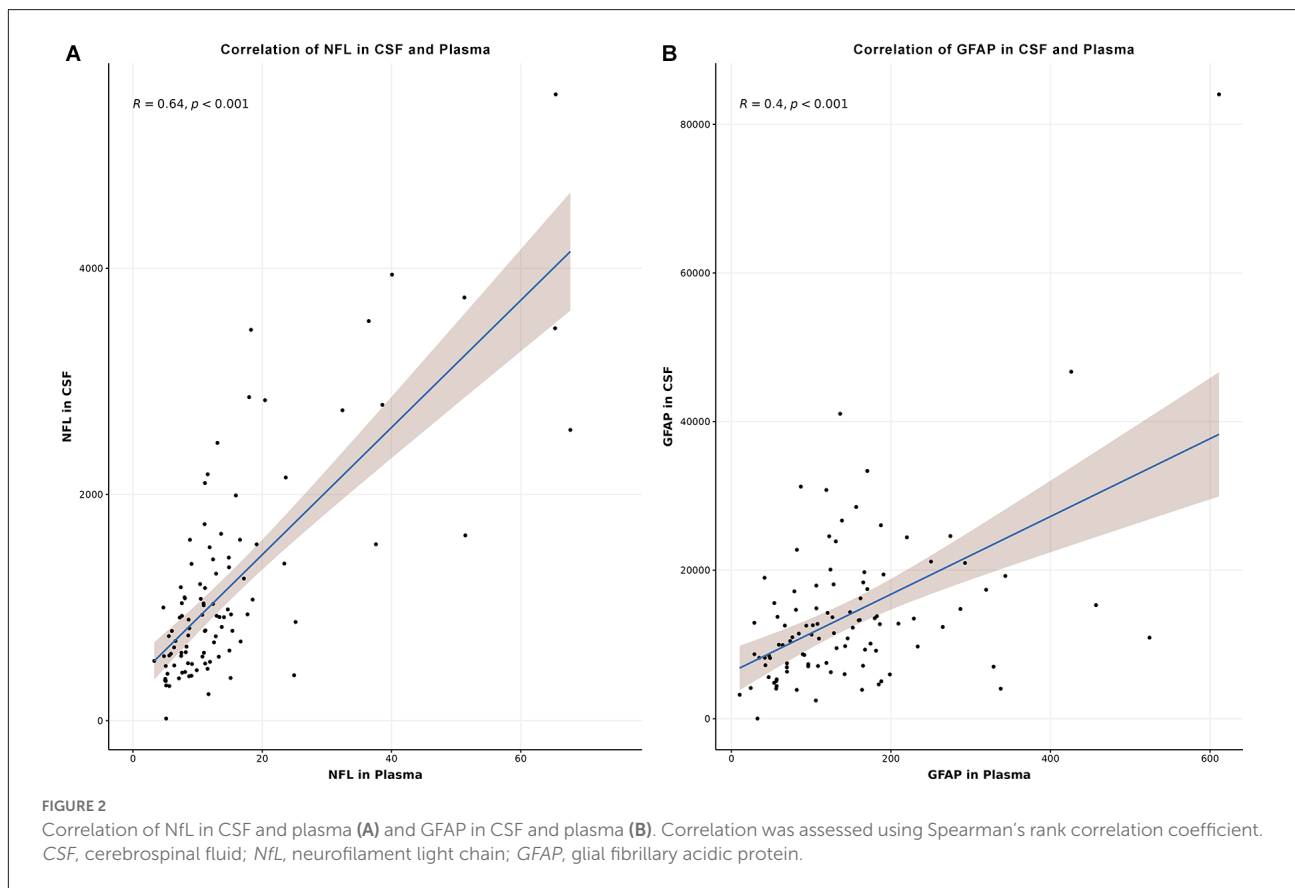 A
Correlation of NFL in CSF and Plasma
R = 0.64, p < 0.001
4000
2000
0
NFL in CSF
0 20 40 60
NFL in Plasma
B
Correlation of GFAP in CSF and Plasma
R = 0.4, p < 0.001
80000
60000
40000
20000
0
GFAP in CSF
0 200 400 600
GFAP in Plasma
FIGURE 2
Correlation of NfL in CSF and plasma (A) and GFAP in CSF and plasma (B). Correlation was assessed using Spearman's rank correlation coefficient.
CSF, cerebrospinal fluid; NfL, neurofilament light chain; GFAP, glial fibrillary acidic protein.